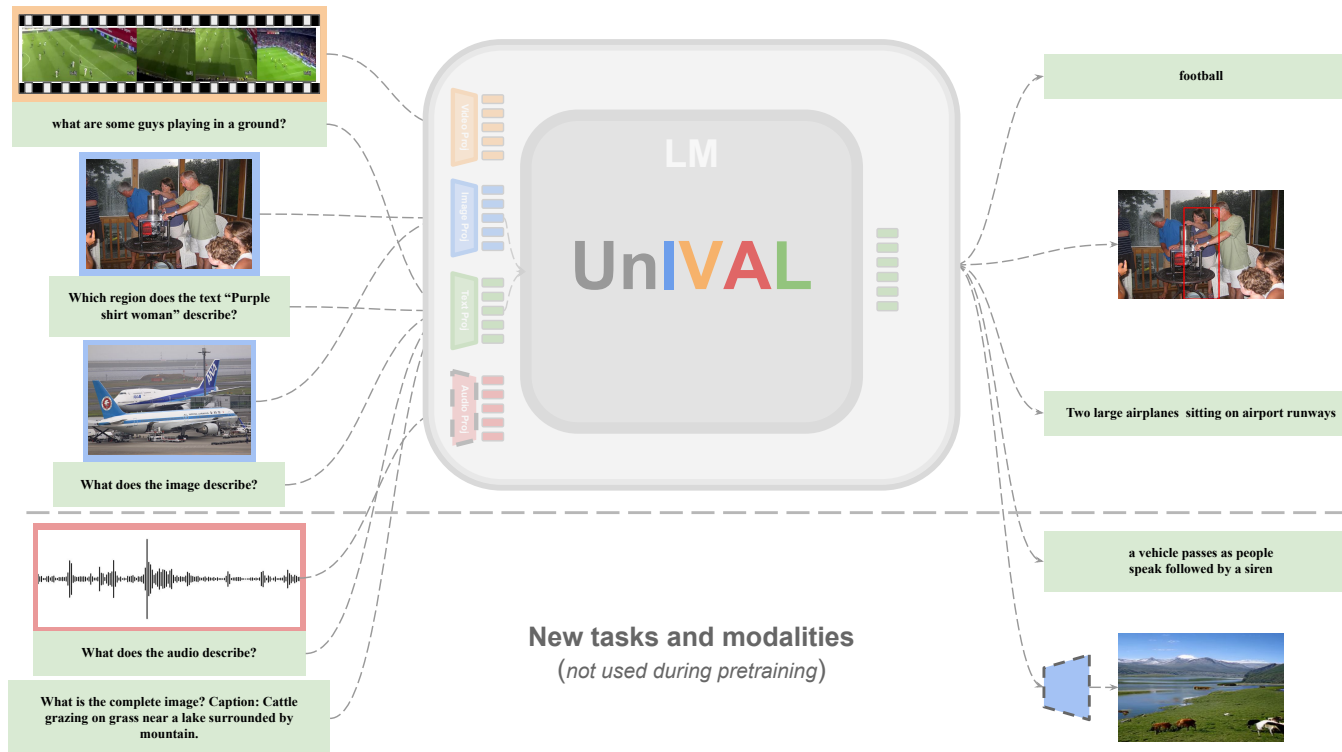 what are some guys playing in a ground?
Which region does the text “Purple
shirt woman” describe?
What does the image describe?
What does the audio describe?
What is the complete image? Caption: Cattle
grazing on grass near a lake surrounded by
mountain.
Video Proj
Image Proj
Text Proj
Audio Proj
LM
UnIVAL
New tasks and modalities
(not used during pretraining)
football
Two large airplanes sitting on airport runways
a vehicle passes as people
speak followed by a siren